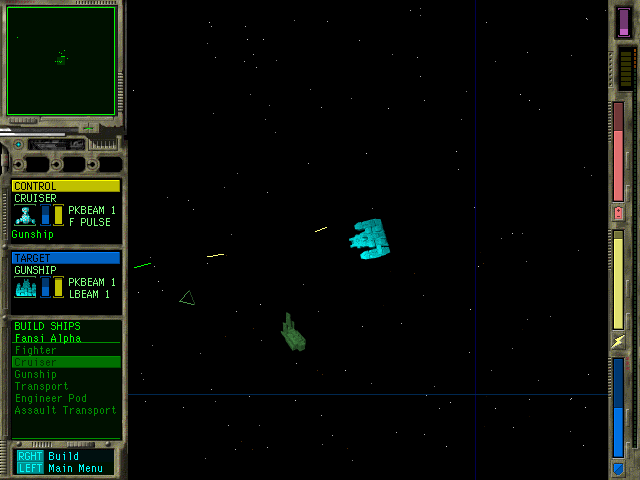 CONTROL
CRUISER
PKBEAM 1
F PULSE
Gunship
TARGET
GUNSHIP
PKBEAM 1
LBEAM 1
BUILD SHIPS
Fansi Alpha
Fighter
Cruiser
Gunship
Transport
Engineer Pod
Assault Transport
RGHT Build
LEFT Main Menu